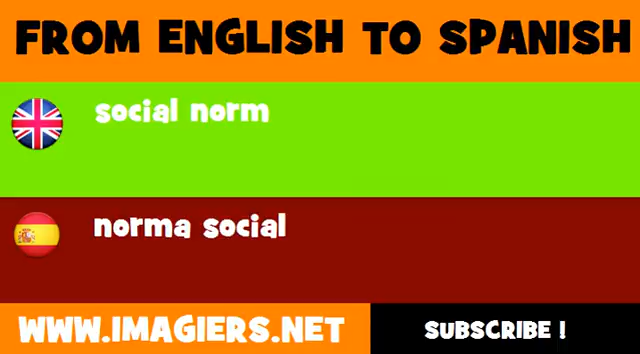 FROM ENGLISH TO SPANISH
social norm
norma social
WWW.IMAGIERS.NET
SUBSCRIBE !